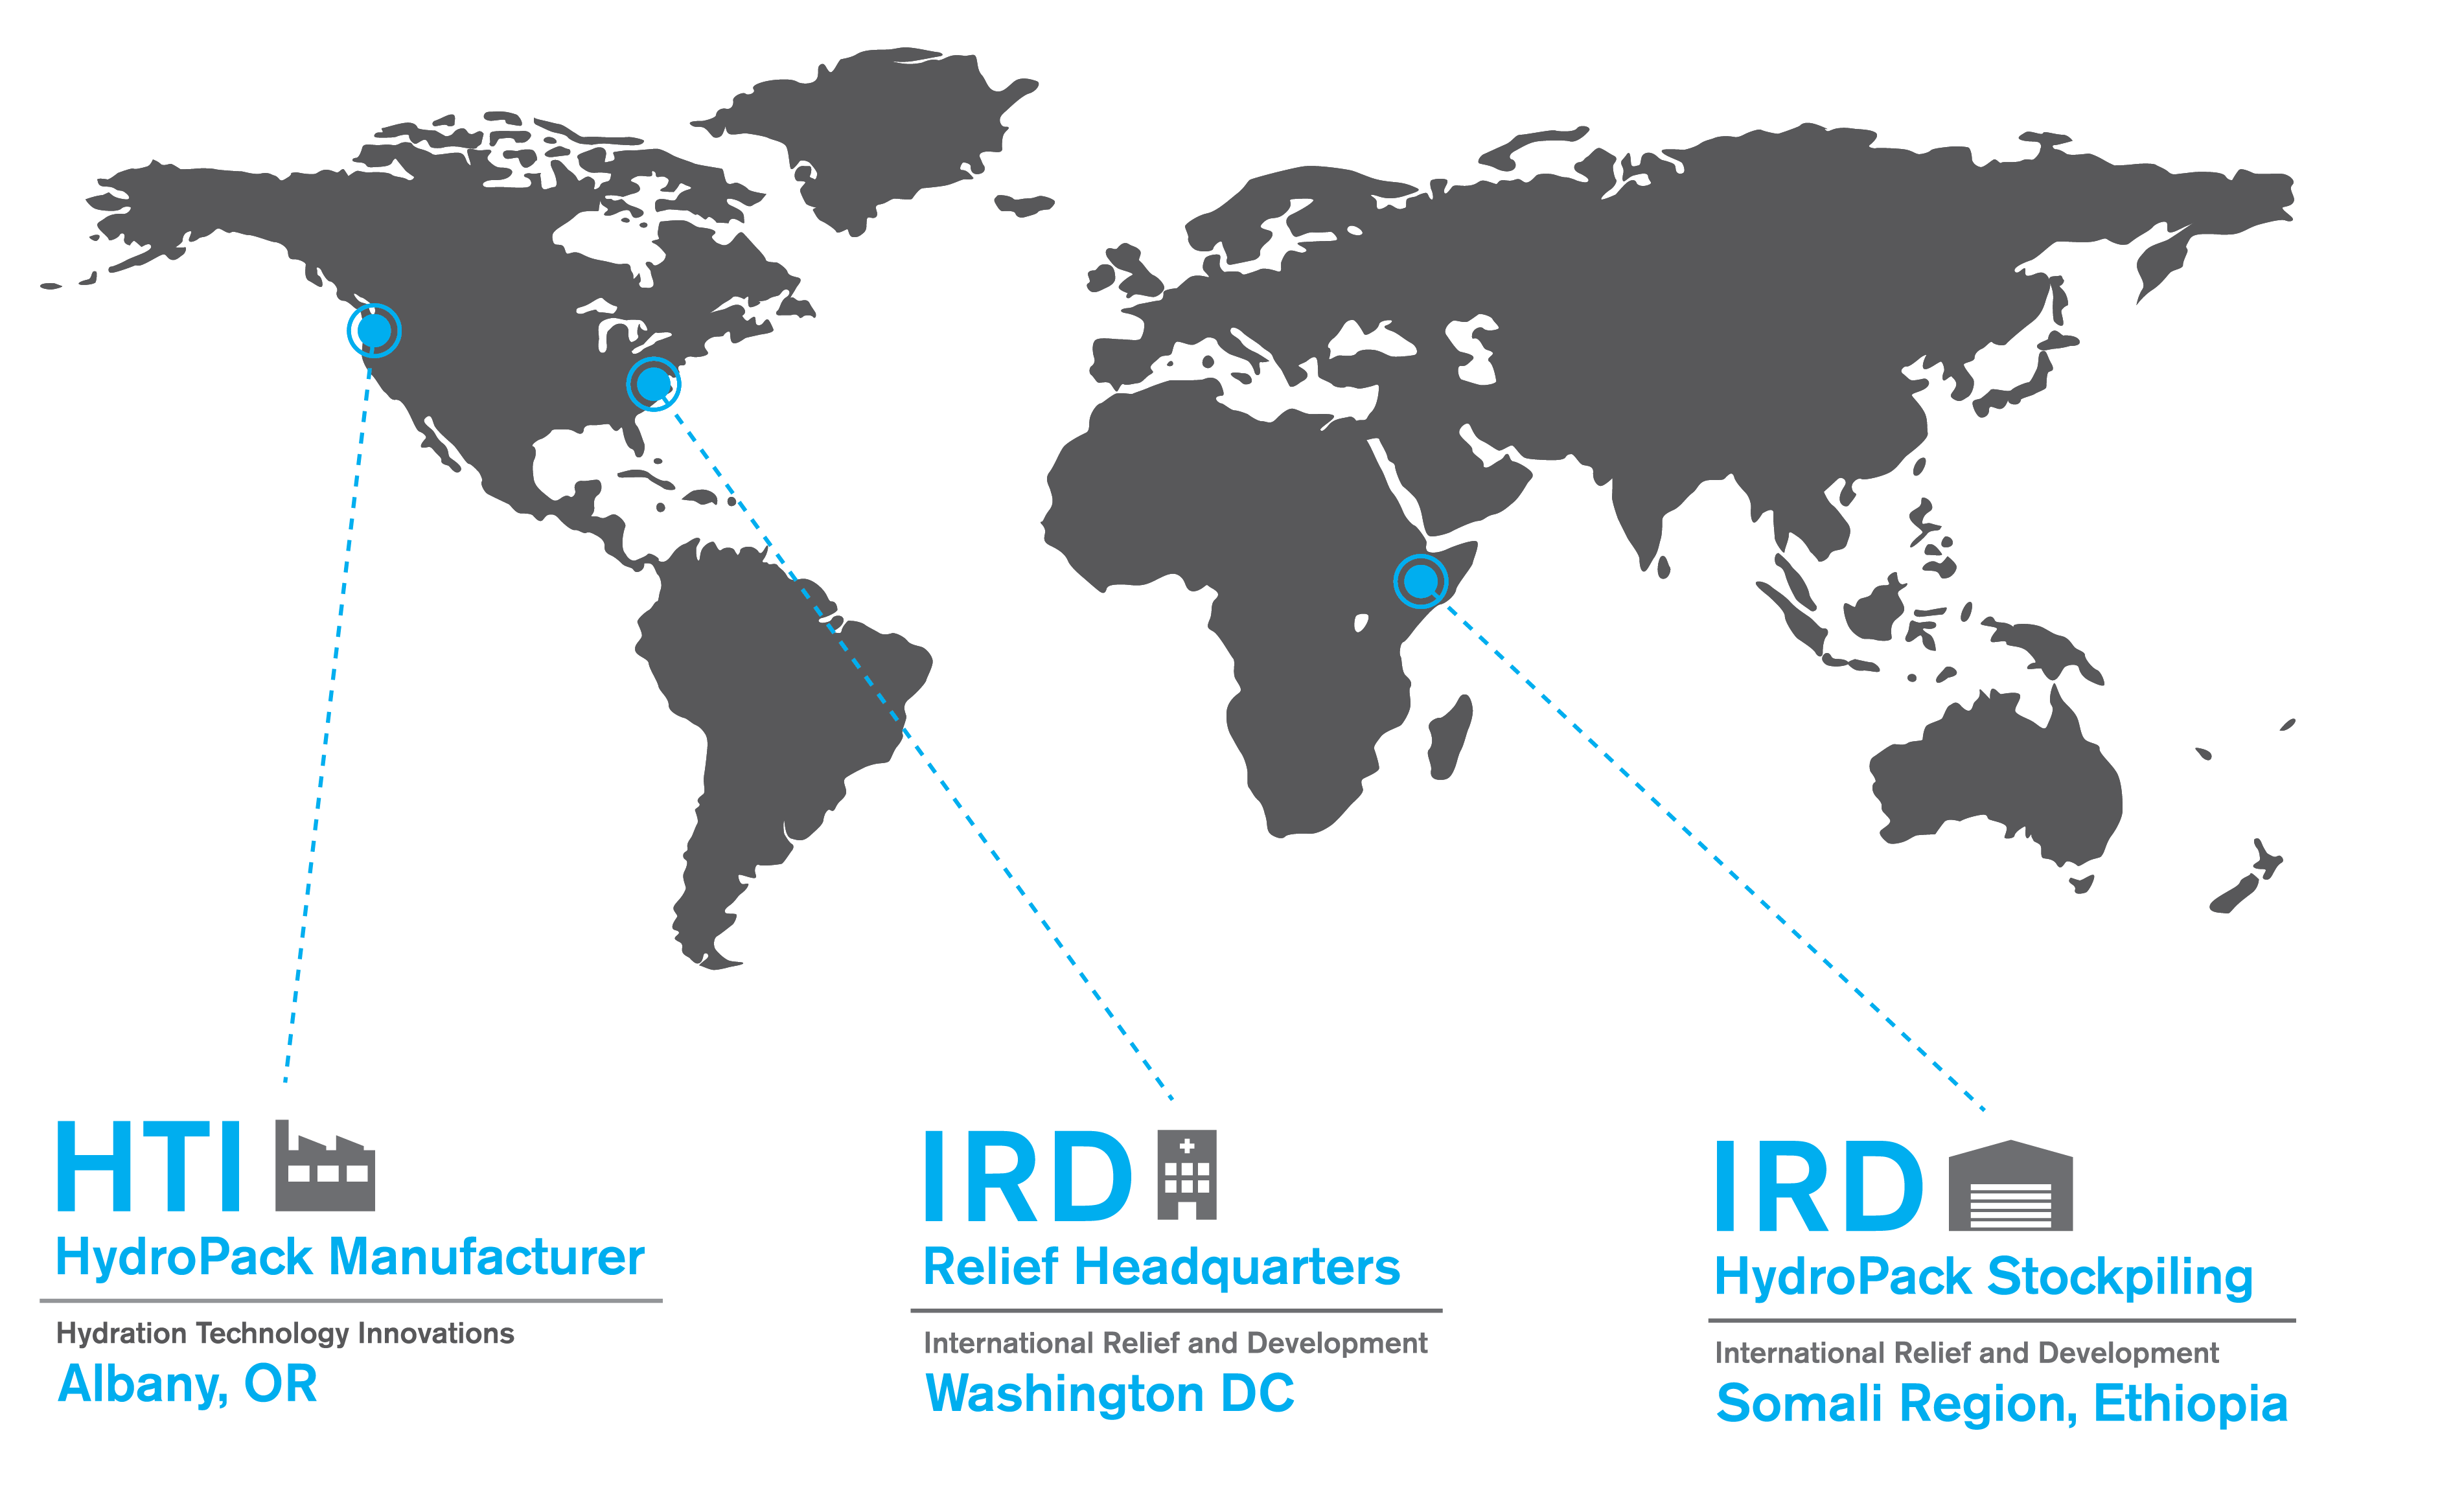 HTI
HydroPack Manufacturer
Hydration Technology Innovations
Albany, OR
IRD
Relief Headquarters
International Relief and Development
Washington DC
IRD
HydroPack Stockpiling
International Relief and Development
Somali Region, Ethiopia